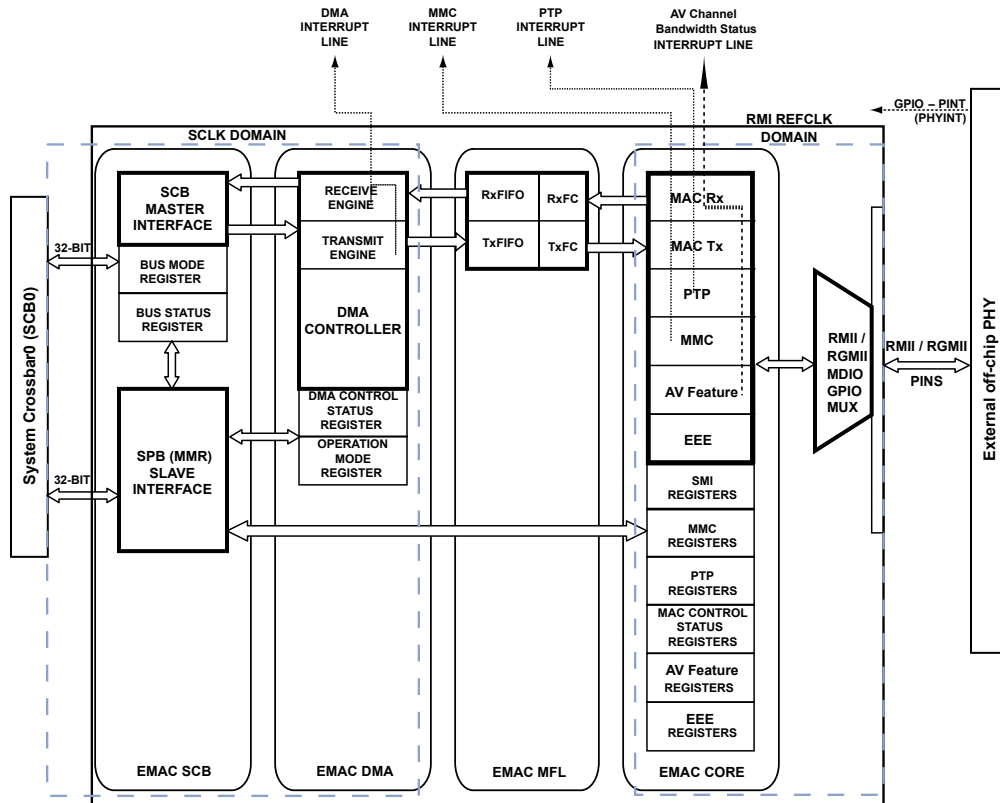 DMA
INTERRUPT
LINE
MMC
INTERRUPT
LINE
PTP
INTERRUPT
LINE
AV Channel
Bandwidth Status
INTERRUPT LINE
GPIO – PINT
(PHYINT)
SCLK DOMAIN
RMI REFCLK
DOMAIN
System Crossbar0 (SCB0)
32-BIT
32-BIT
SCB
MASTER
INTERFACE
BUS MODE
REGISTER
BUS STATUS
REGISTER
SPB (MMR)
SLAVE
INTERFACE
EMAC SCB
RECEIVE
ENGINE
TRANSMIT
ENGINE
DMA
CONTROLLER
DMA CONTROL
STATUS
REGISTER
OPERATION
MODE
REGISTER
EMAC DMA
RxFIFO
RxFC
TxFIFO
TxFC
EMAC MFL
MAC Rx
MAC Tx
PTP
MMC
AV Feature
EEE
SMI
REGISTERS
MMC
REGISTERS
PTP
REGISTERS
MAC CONTROL
STATUS
REGISTERS
AV Feature
REGISTERS
EEE
REGISTERS
EMAC CORE
RMII /
RGMII
MDIO
GPIO
MUX
RMII / RGMII
PINS
External off-chip PHY